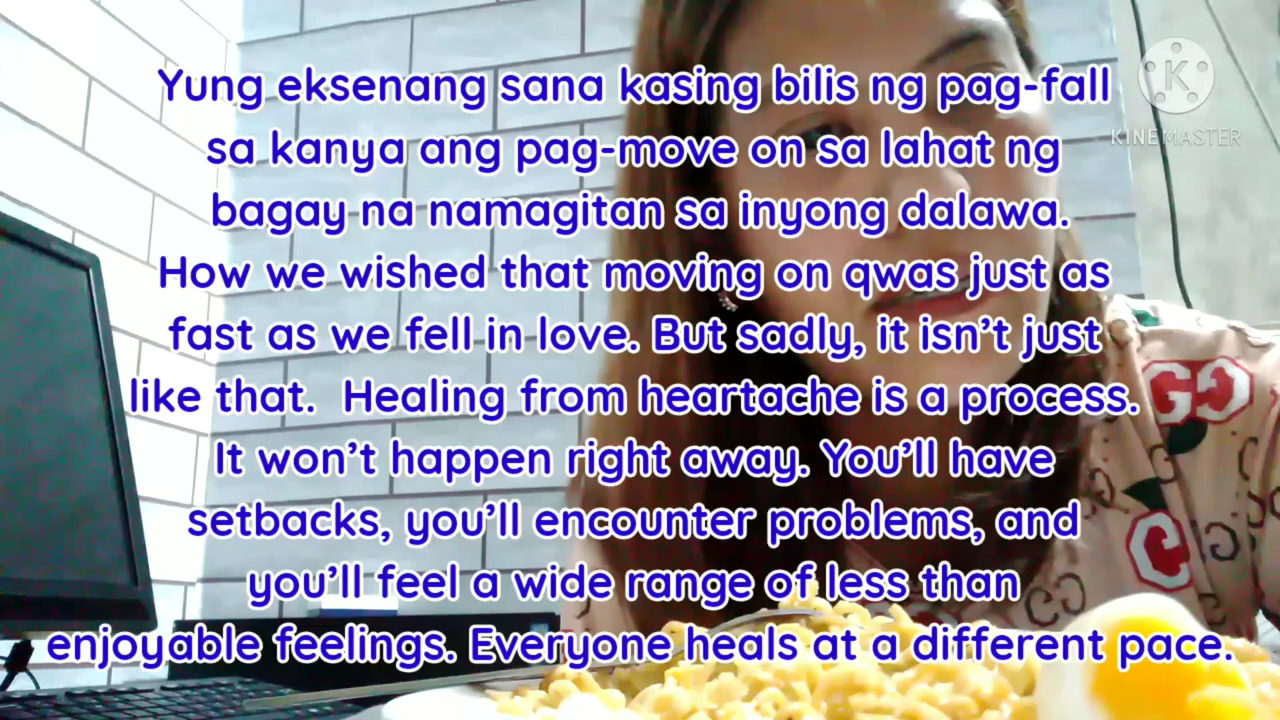 Yung eksenang sana kasing bilis ng pag-fall
sa kanya ang pag-move on sa lahat ng
bagay na namagitan sa inyong dalawa.
How we wished that moving on qwas just as
fast as we fell in love. But sadly, it isn't just
like that.  Healing from heartache is a process.
It won't happen right away. You'll have
setbacks, you'll encounter problems, and
you'll feel a wide range of less than
enjoyable feelings. Everyone heals at a different pace.
K
KINEMASTER